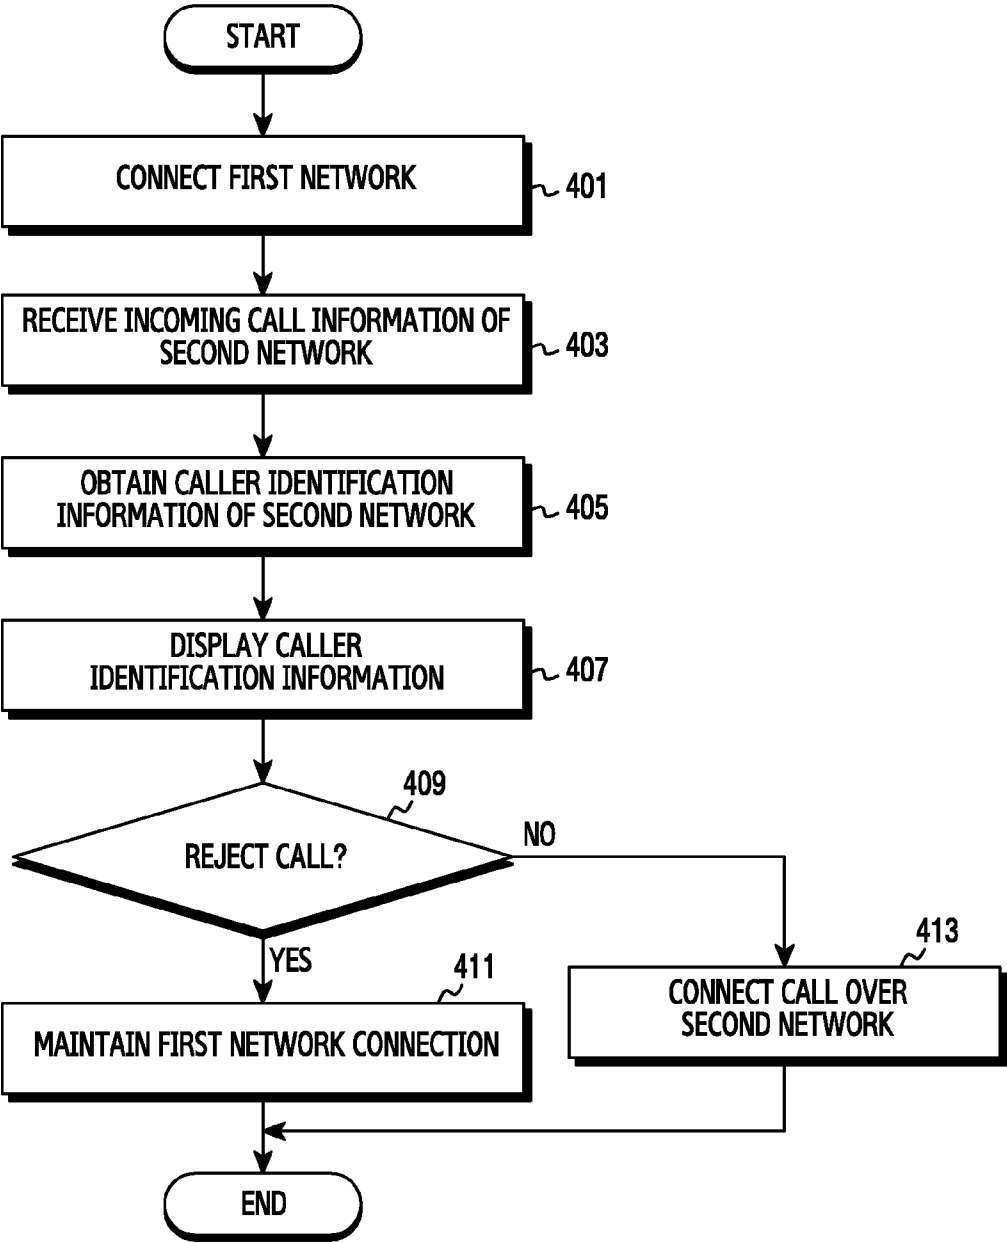 START
CONNECT FIRST NETWORK
401
RECEIVE INCOMING CALL INFORMATION OF
SECOND NETWORK
403
OBTAIN CALLER IDENTIFICATION
INFORMATION OF SECOND NETWORK
405
DISPLAY CALLER
IDENTIFICATION INFORMATION
407
409
REJECT CALL?
NO
YES
411
MAINTAIN FIRST NETWORK CONNECTION
413
CONNECT CALL OVER
SECOND NETWORK
END